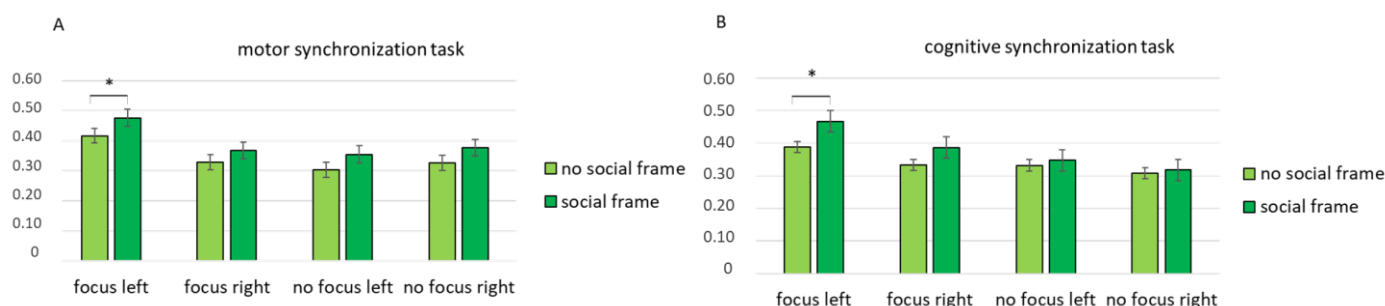 A
motor synchronization task
0.60
*
0.50
0.40
0.30
0.20
0.10
0
focus left
focus right
no focus left
no focus right
no social frame
social frame
B
cognitive synchronization task
0.60
*
0.50
0.40
0.30
0.20
0.10
0
focus left
focus right
no focus left
no focus right
no social frame
social frame